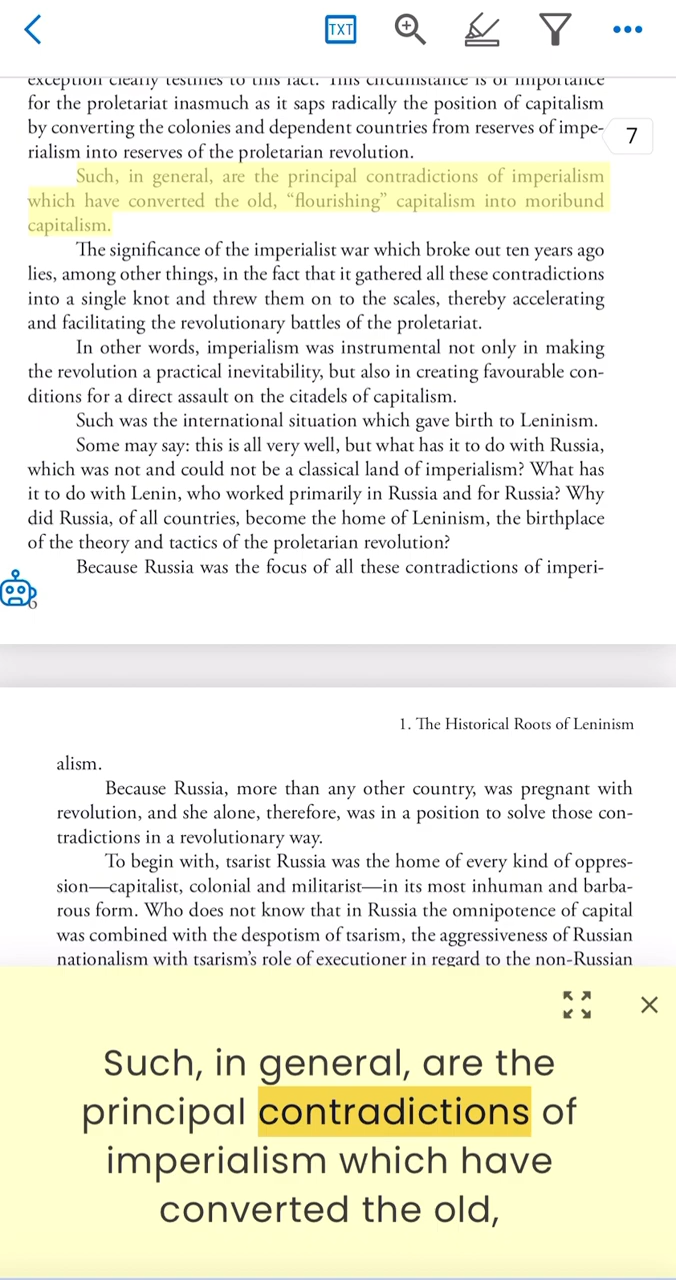 TXT
exception clearly testifies to this fact. This circumstance is of importance
for the proletariat inasmuch as it saps radically the position of capitalism
by converting the colonies and dependent countries from reserves of impe-
7
rialism into reserves of the proletarian revolution.
Such, in general, are the principal contradictions of imperialism
which have converted the old, “flourishing” capitalism into moribund
capitalism.
The significance of the imperialist war which broke out ten years ago
lies, among other things, in the fact that it gathered all these contradictions
into a single knot and threw them on to the scales, thereby accelerating
and facilitating the revolutionary battles of the proletariat.
In other words, imperialism was instrumental not only in making
the revolution a practical inevitability, but also in creating favourable con-
ditions for a direct assault on the citadels of capitalism.
Such was the international situation which gave birth to Leninism.
Some may say: this is all very well, but what has it to do with Russia,
which was not and could not be a classical land of imperialism? What has
it to do with Lenin, who worked primarily in Russia and for Russia? Why
did Russia, of all countries, become the home of Leninism, the birthplace
of the theory and tactics of the proletarian revolution?
Because Russia was the focus of all these contradictions of imperi-
6
1. The Historical Roots of Leninism
alism.
Because Russia, more than any other country, was pregnant with
revolution, and she alone, therefore, was in a position to solve those con-
tradictions in a revolutionary way.
To begin with, tsarist Russia was the home of every kind of oppres-
sion—capitalist, colonial and militarist—in its most inhuman and barba-
rous form. Who does not know that in Russia the omnipotence of capital
was combined with the despotism of tsarism, the aggressiveness of Russian
nationalism with tsarism’s role of executioner in regard to the non-Russian
Such, in general, are the
principal contradictions of
imperialism which have
converted the old,